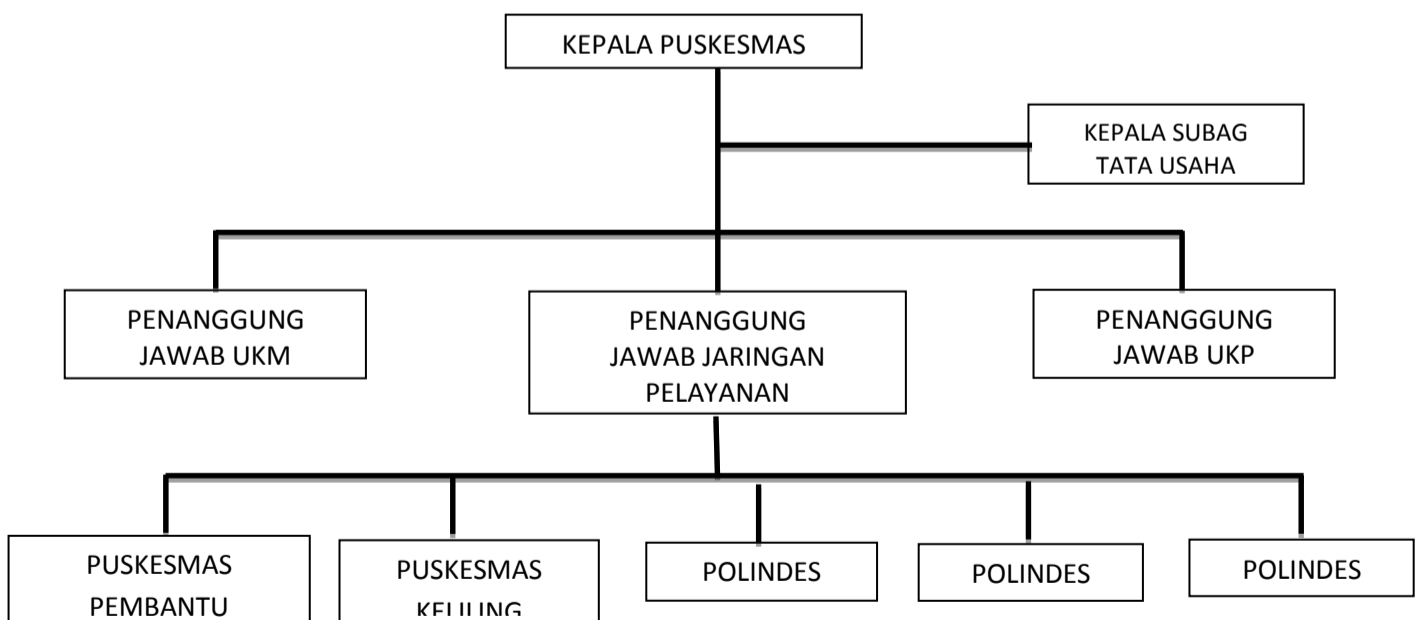 KEPALA PUSKESMAS
KEPALA SUBAG
TATA USAHA
PENANGGUNG
JAWAB UKM
PENANGGUNG
JAWAB JARINGAN
PELAYANAN
PENANGGUNG
JAWAB UKP
PUSKESMAS
PEMBANTU
PUSKESMAS
KELILING
POLINDES
POLINDES
POLINDES